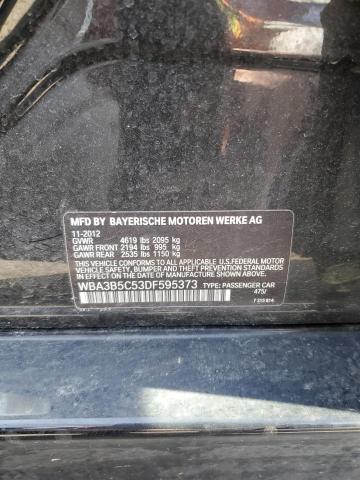 MFD BY BAYERISCHE MOTOREN WERKE AG
11-2012
GVWR 4619 lbs 2095 kg
GAWR FRONT 2194 lbs 995 kg
GAWR REAR 2535 lbs 1150 kg
THIS VEHICLE CONFORMS TO ALL APPLICABLE U.S.FEDERAL MOTOR
VEHICLE SAFETY, BUMPER AND THEFT PREVENTION STANDARDS
IN EFFECT ON THE DATE OF MANUFACTURE SHOWN ABOVE.
WBA3B5C53DF595373 TYPE: PASSENGER CAR
475/